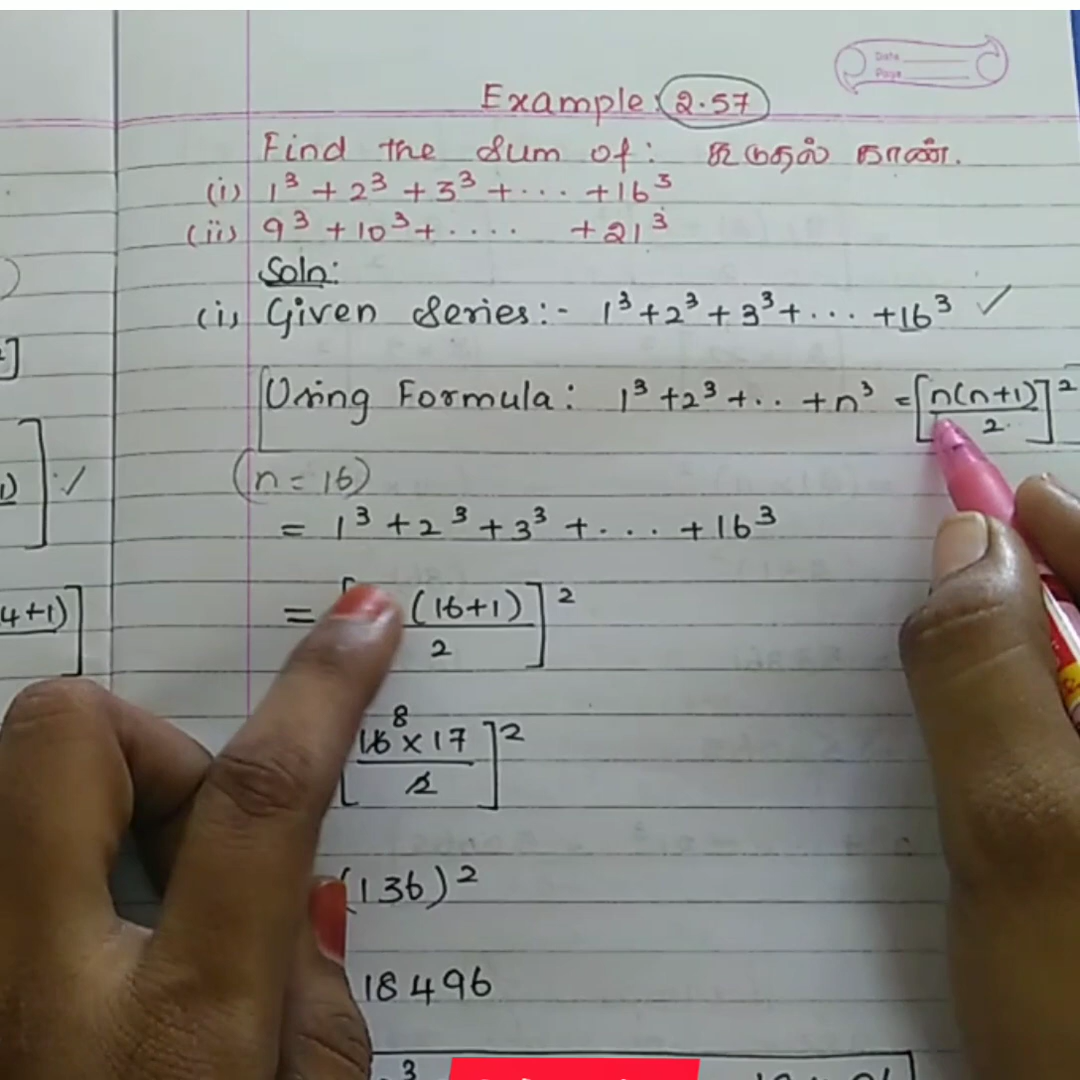 Date
Page
Example : 2.57
Find the sum of : கூடுதல் காண்.
(i) 1³ + 2³ + 3³ + ... + 16³
(ii) 9³ + 10³ + .... + 21³
Soln:
(i) Given Series:- 1³ + 2³ + 3³ + ... + 16³ ✓
Using Formula : 1³ + 2³ + .. + n³ = [n(n+1)/2]²
(n = 16)
= 1³ + 2³ + 3³ + .... + 16³
4+1)]
= [(16+1)/2]²
[16 8 × 17/2]²
(136)²
18496